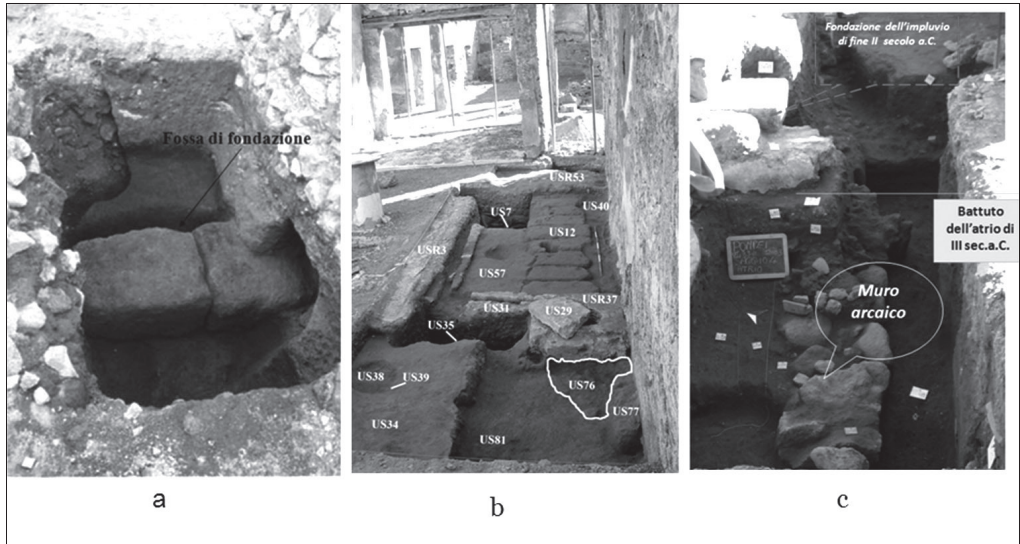 Fossa di fondazione
a
USR53
US40
US7
US12
USR3
US57
US31
USR37
US29
US35
US38
US39
US76
US77
US34
US81
b
Fondazione dell'impluvio
di fine II secolo a.C.
Battuto
dell'atrio di
III sec.a.C.
Muro
arcaico
c